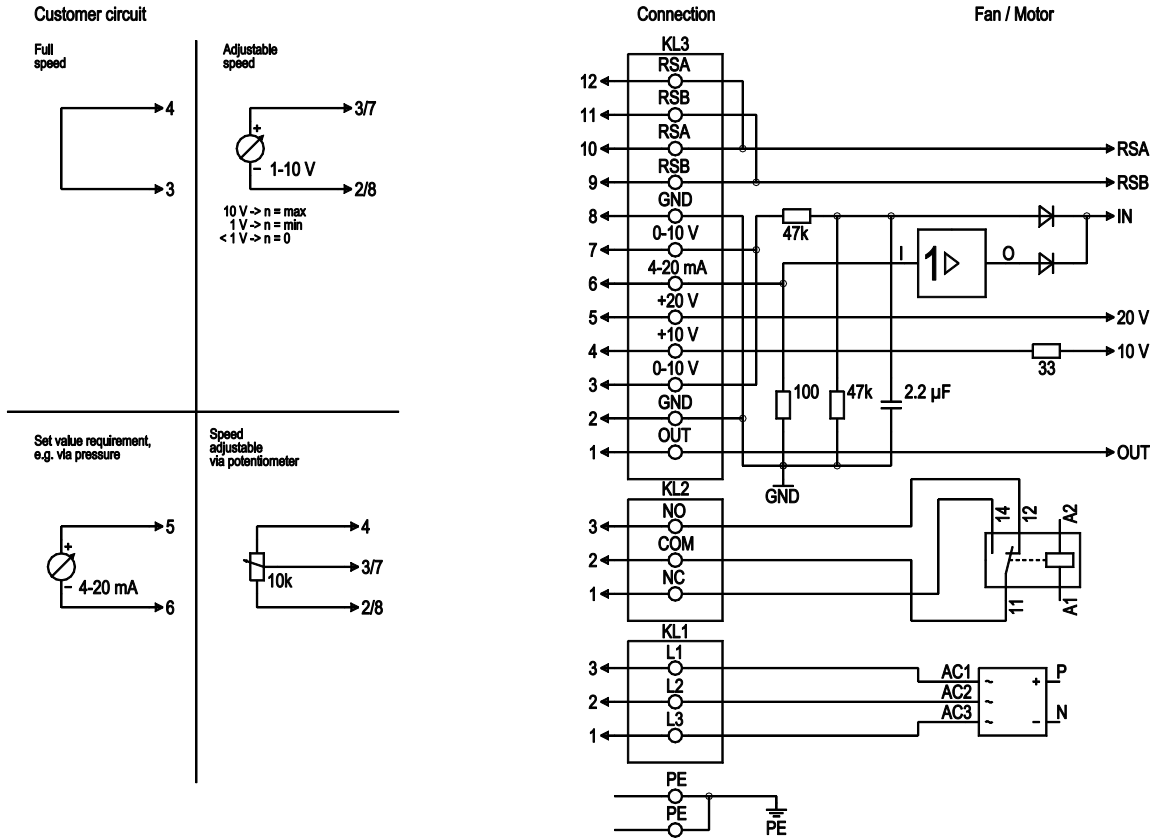 Customer circuit
Connection
Fan / Motor
Full
speed
4
3
Adjustable
speed
+
3/7
–
1-10 V
2/8
10 V -> n = max
1 V -> n = min
< 1 V -> n = 0
Set value requirement,
e.g. via pressure
+
5
–
4-20 mA
6
Speed
adjustable
via potentiometer
4
3/7
10k
2/8
KL3
12 RSA
11 RSB
10 RSA RSA
9 RSB RSB
8 GND 47k IN
7 0-10 V
6 4-20 mA I 1 O
5 +20 V 20 V
4 +10 V 33 10 V
3 0-10 V
100 47k 2.2 µF
2 GND
1 OUT OUT
GND
KL2
3 NO
2 COM
1 NC
14 12 A2
11 A1
KL1
3 L1 AC1 ~ + P
2 L2 AC2 ~
1 L3 AC3 ~ – N
PE
PE
PE